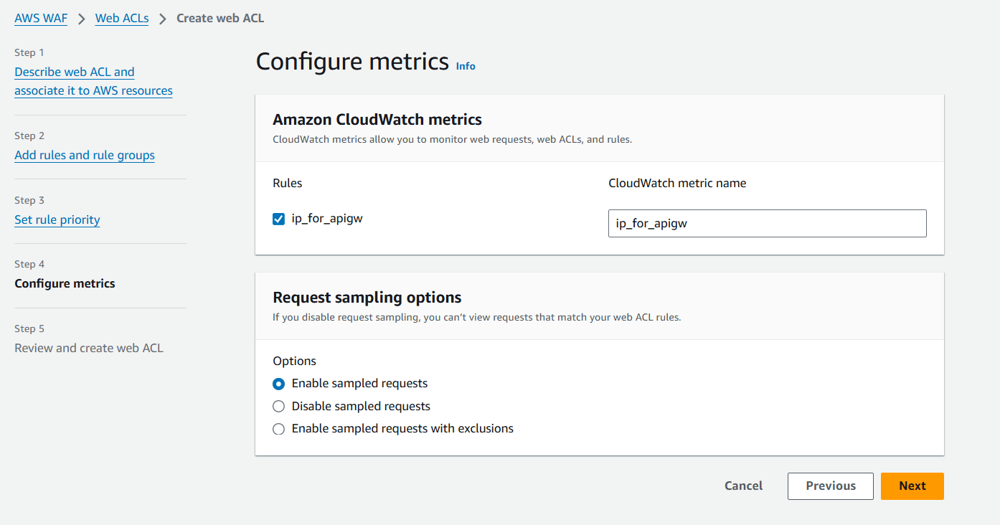 AWS WAF > Web ACLs > Create web ACL
Step 1
Describe web ACL and
associate it to AWS resources
Step 2
Add rules and rule groups
Step 3
Set rule priority
Step 4
Configure metrics
Step 5
Review and create web ACL
Configure metrics Info
Amazon CloudWatch metrics
CloudWatch metrics allow you to monitor web requests, web ACLs, and rules.
Rules CloudWatch metric name
ip_for_apigw ip_for_apigw
Request sampling options
If you disable request sampling, you can't view requests that match your web ACL rules.
Options
Enable sampled requests
Disable sampled requests
Enable sampled requests with exclusions
Cancel Previous Next